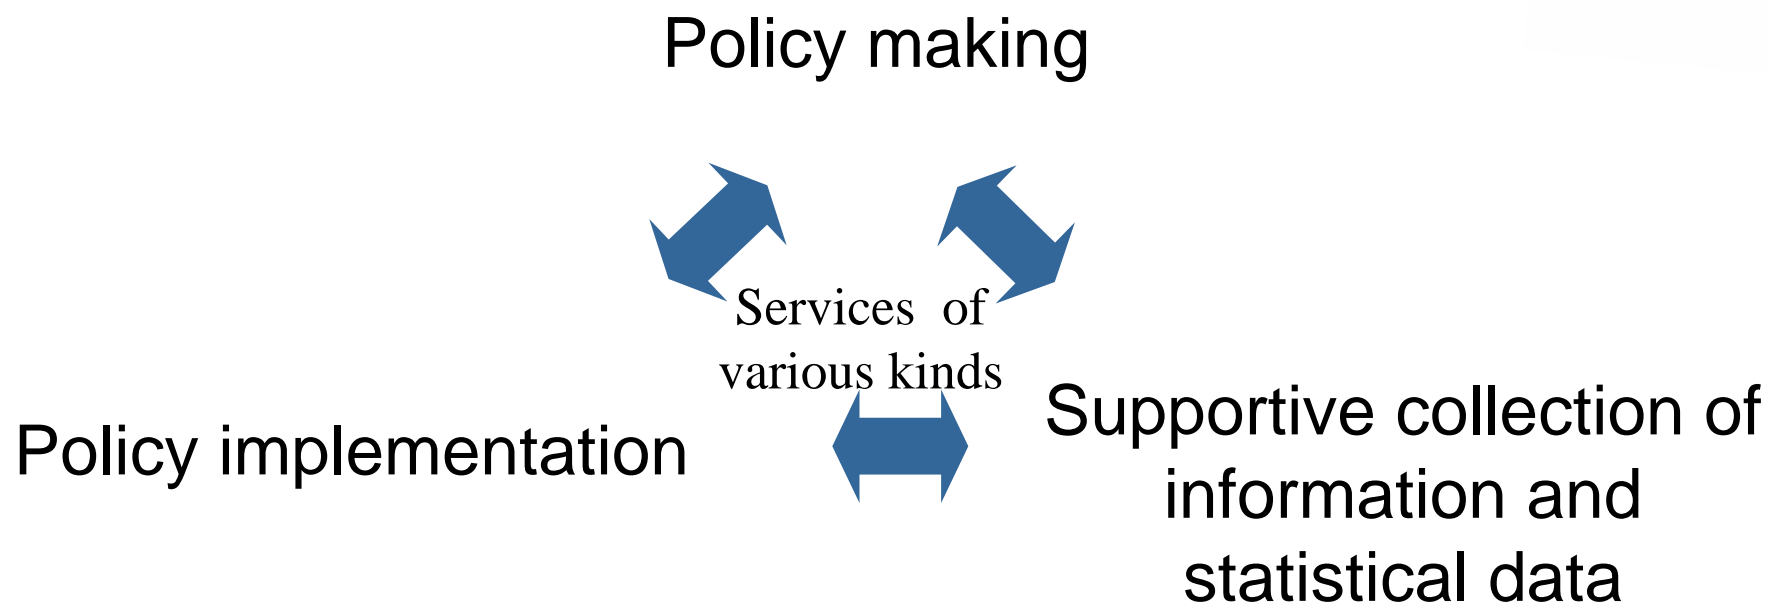 Policy making
Services of
various kinds
Policy implementation
Supportive collection of
information and
statistical data